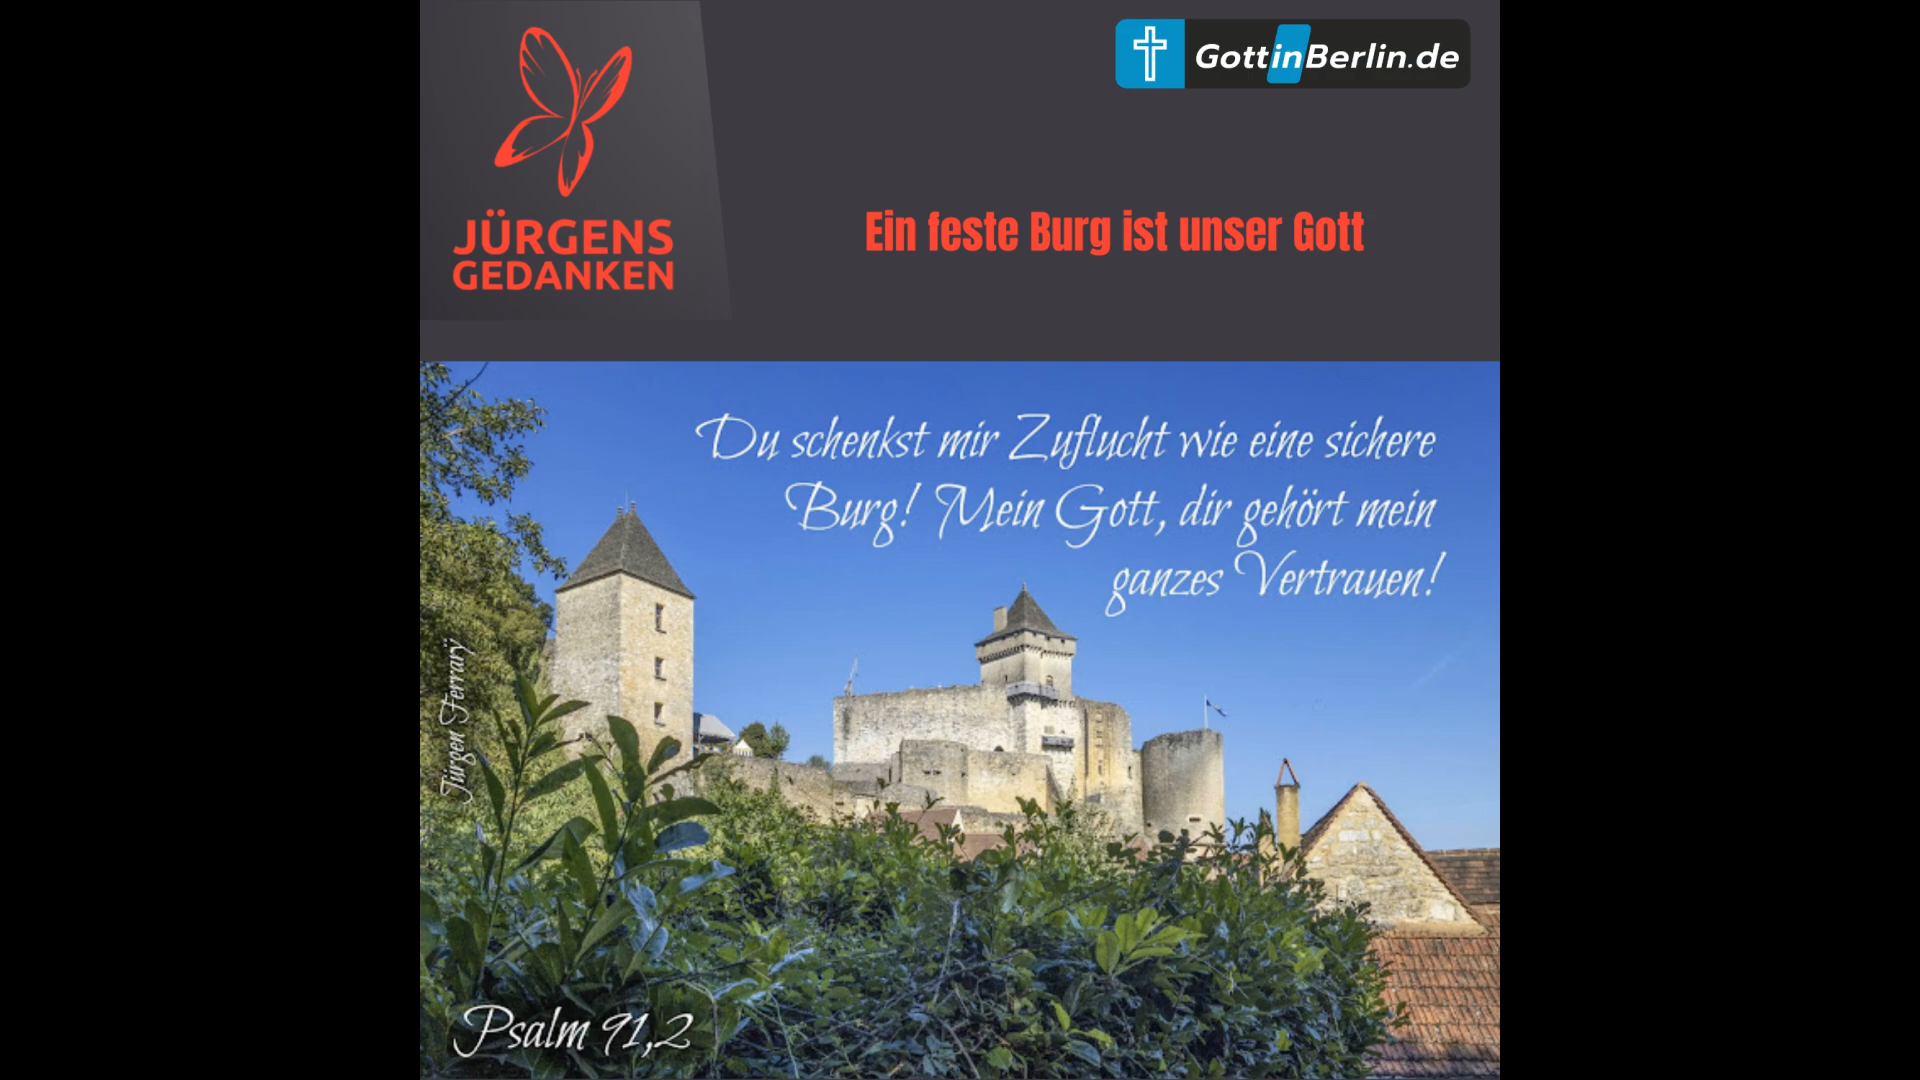 GottinBerlin.de
JÜRGENS
GEDANKEN
Ein feste Burg ist unser Gott
Du schenkst mir Zuflucht wie eine sichere
Burg! Mein Gott, dir gehört mein
ganzes Vertrauen!
Jürgen Ferrarÿ
Psalm 91,2